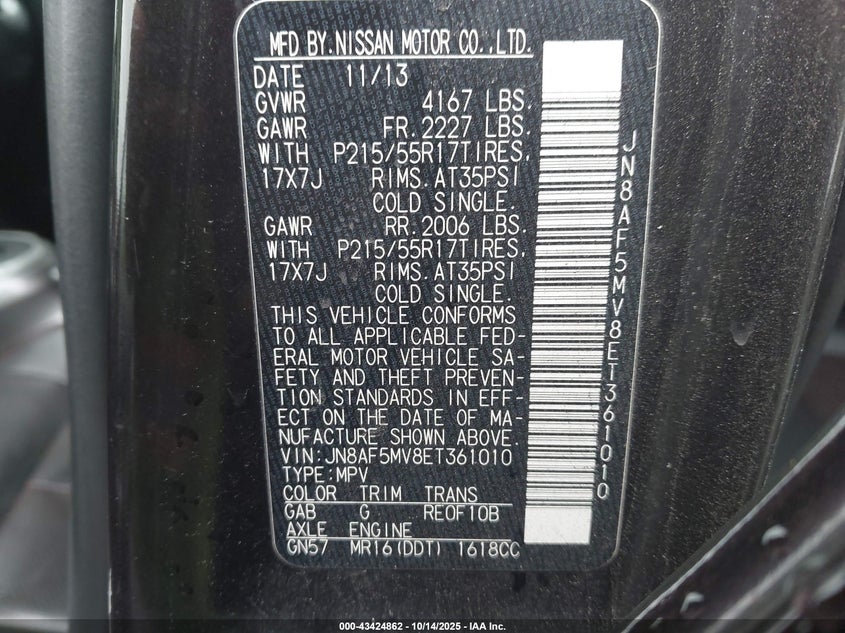 MFD BY.NISSAN MOTOR CO.,LTD.
DATE 11/13
GVWR 4167 LBS.
GAWR FR.2227 LBS.
WITH P215/55R17TIRES,
17X7J RIMS.AT35PSI
COLD SINGLE.
GAWR RR.2006 LBS.
WITH P215/55R17TIRES,
17X7J RIMS.AT35PSI
COLD SINGLE.
THIS VEHICLE CONFORMS
TO ALL APPLICABLE FED-
ERAL MOTOR VEHICLE SA-
FETY AND THEFT PREVEN-
TION STANDARDS IN EFF-
ECT ON THE DATE OF MA-
NUFACTURE SHOWN ABOVE.
VIN:JN8AF5MV8ET361010
TYPE:MPV
COLOR TRIM TRANS
GAB G RE0F10B
AXLE ENGINE
GN57 MR16(DDT) 1618CC
JN8AF5MV8ET361010
000-43424862 - 10/14/2025 - IAA Inc.